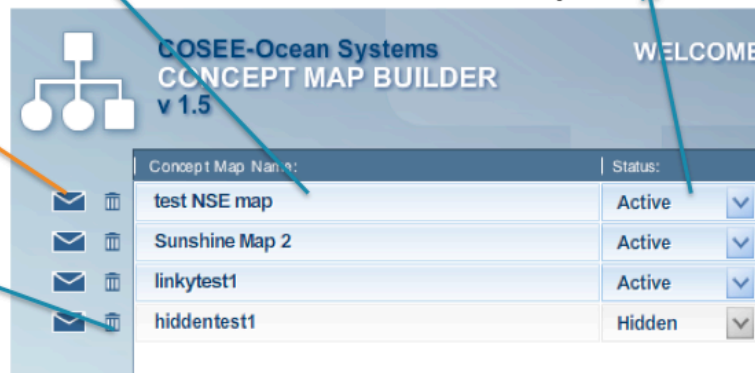 COSEE-Ocean Systems
CONCEPT MAP BUILDER
v 1.5
WELCOME
Concept Map Name:
Status:
test NSE map
Active
Sunshine Map 2
Active
linkytest1
Active
hiddentest1
Hidden